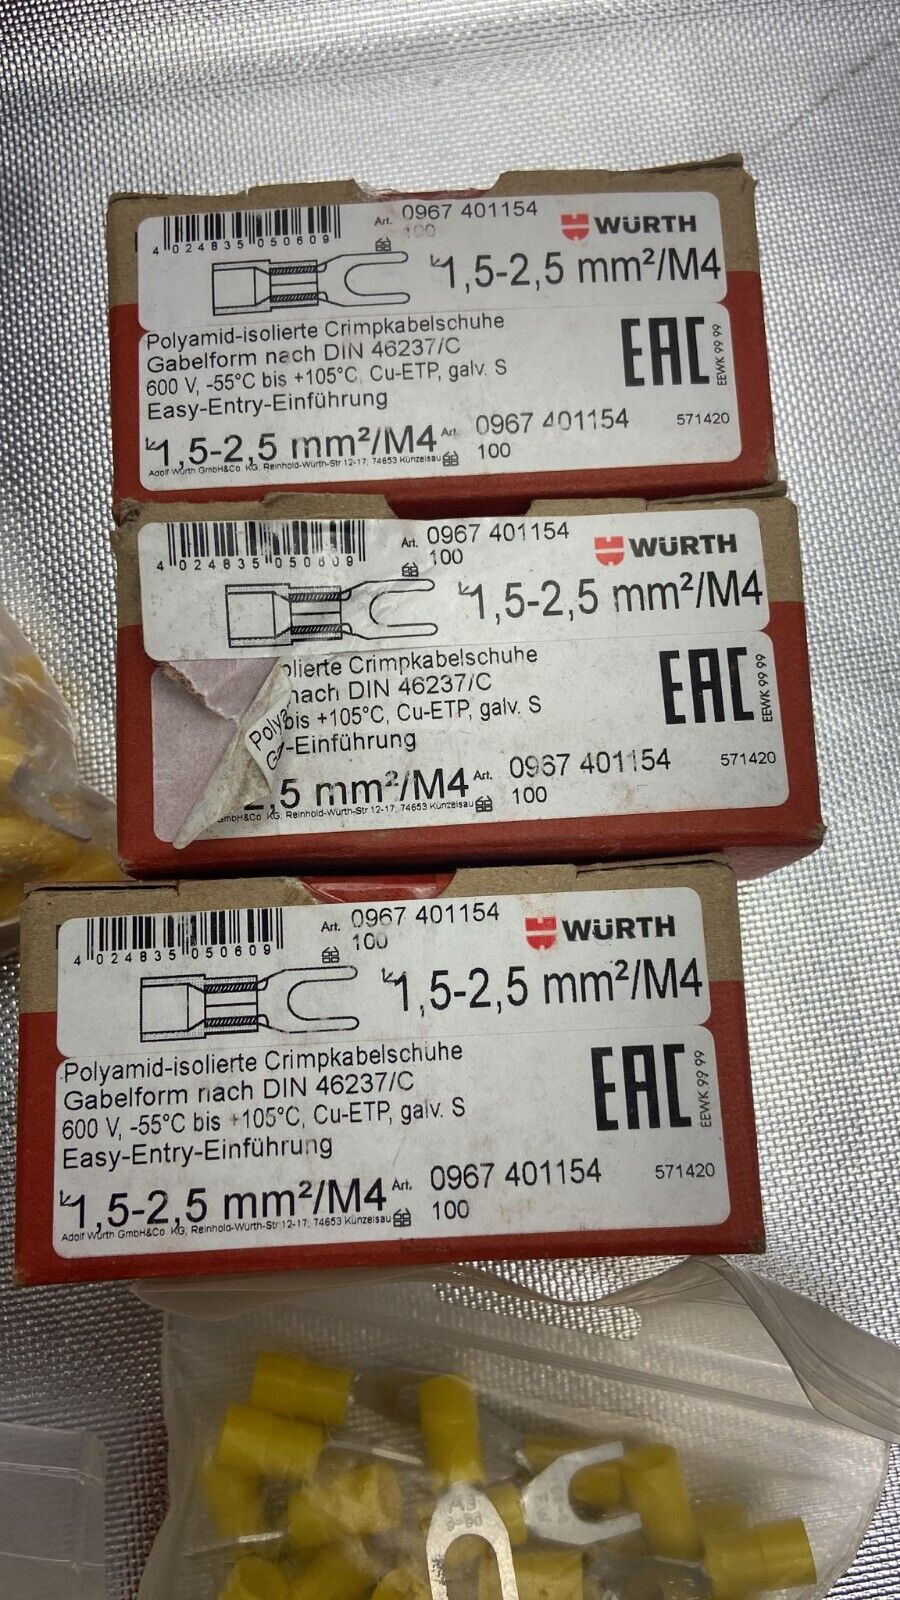 4 024835 050609
Art. 0967 401154
100
WÜRTH
1,5-2,5 mm²/M4
Polyamid-isolierte Crimpkabelschuhe
Gabelform nach DIN 46237/C
600 V, -55°C bis +105°C, Cu-ETP, galv. S
Easy-Entry-Einführung
EAC
EEWK 99 99
1,5-2,5 mm²/M4
Art. 0967 401154
100
571420
Adolf Würth GmbH&Co. KG, Reinhold-Würth-Str 12-17, 74653 Künzelsau
4 024835 050609
Art. 0967 401154
100
WÜRTH
1,5-2,5 mm²/M4
olierte Crimpkabelschuhe
nach DIN 46237/C
bis +105°C, Cu-ETP, galv. S
-Einführung
Polya
EAC
EEWK 99 99
2,5 mm²/M4
Art. 0967 401154
100
571420
GmbH&Co. KG, Reinhold-Würth-Str 12-17, 74653 Künzelsau
4 024835 050609
Art. 0967 401154
100
WÜRTH
1,5-2,5 mm²/M4
Polyamid-isolierte Crimpkabelschuhe
Gabelform nach DIN 46237/C
600 V, -55°C bis +105°C, Cu-ETP, galv. S
Easy-Entry-Einführung
EAC
EEWK 99 99
1,5-2,5 mm²/M4
Art. 0967 401154
100
571420
Adolf Würth GmbH&Co. KG, Reinhold-Würth-Str 12-17, 74653 Künzelsau